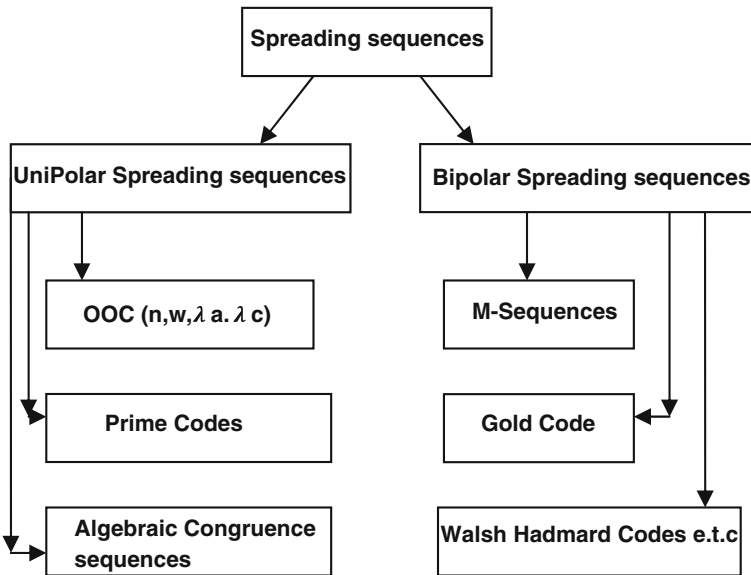 Spreading sequences
UniPolar Spreading sequences
Bipolar Spreading sequences
OOC (n,w,λ a. λ c)
M-Sequences
Prime Codes
Gold Code
Algebraic Congruence
sequences
Walsh Hadmard Codes e.t.c